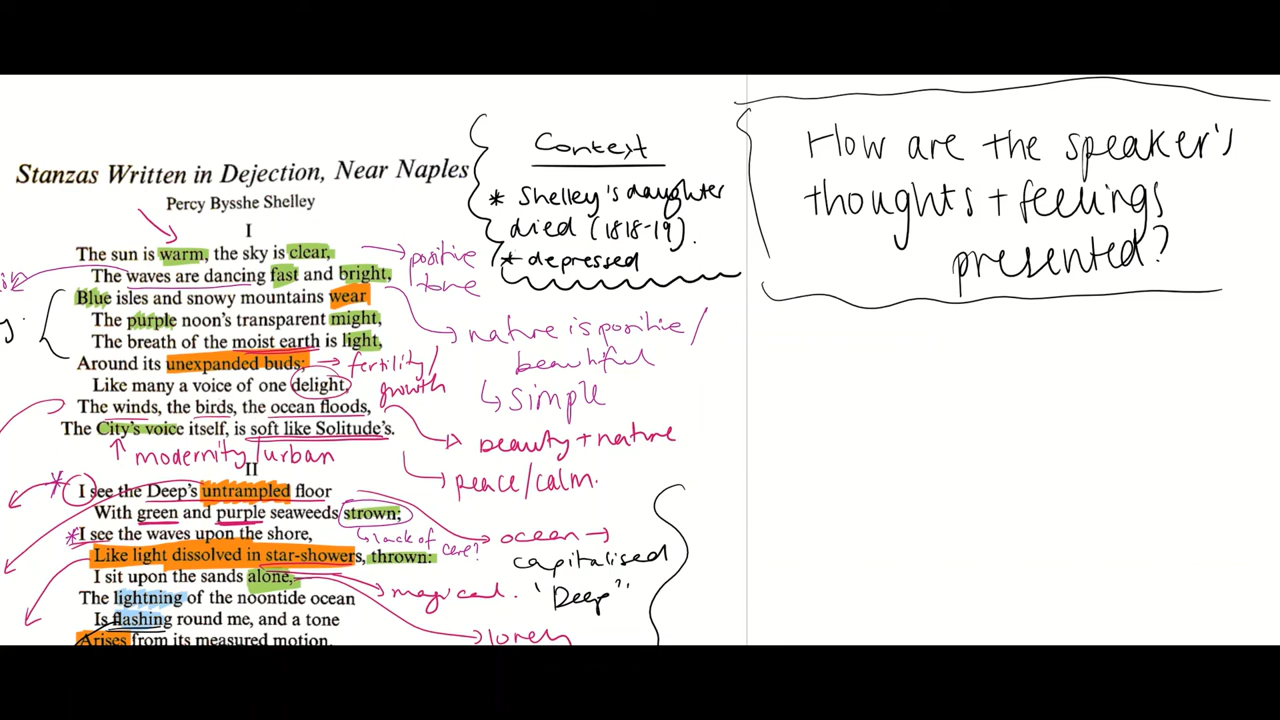 Stanzas Written in Dejection, Near Naples
Percy Bysshe Shelley
Context
* Shelley's daughter
died (1818-19).
* depressed
How are the speaker's
thoughts + feelings
presented?
I
The sun is warm, the sky is clear,
The waves are dancing fast and bright,
Blue isles and snowy mountains wear
The purple noon's transparent might,
The breath of the moist earth is light,
Around its unexpanded buds;
Like many a voice of one delight,
The winds, the birds, the ocean floods,
The City's voice itself, is soft like Solitude's.
positive
tone
nature is positive/
beautiful
↳ simple
fertility/
growth
beauty + nature
peace/calm.
modernity/urban
II
I see the Deep's untrampled floor
With green and purple seaweeds strown;
I see the waves upon the shore,
Like light dissolved in star-showers, thrown:
I sit upon the sands alone,
The lightning of the noontide ocean
Is flashing round me, and a tone
Arises from its measured motion,
lack of
care?
ocean →
capitalised
"Deep"
magical.
lonely